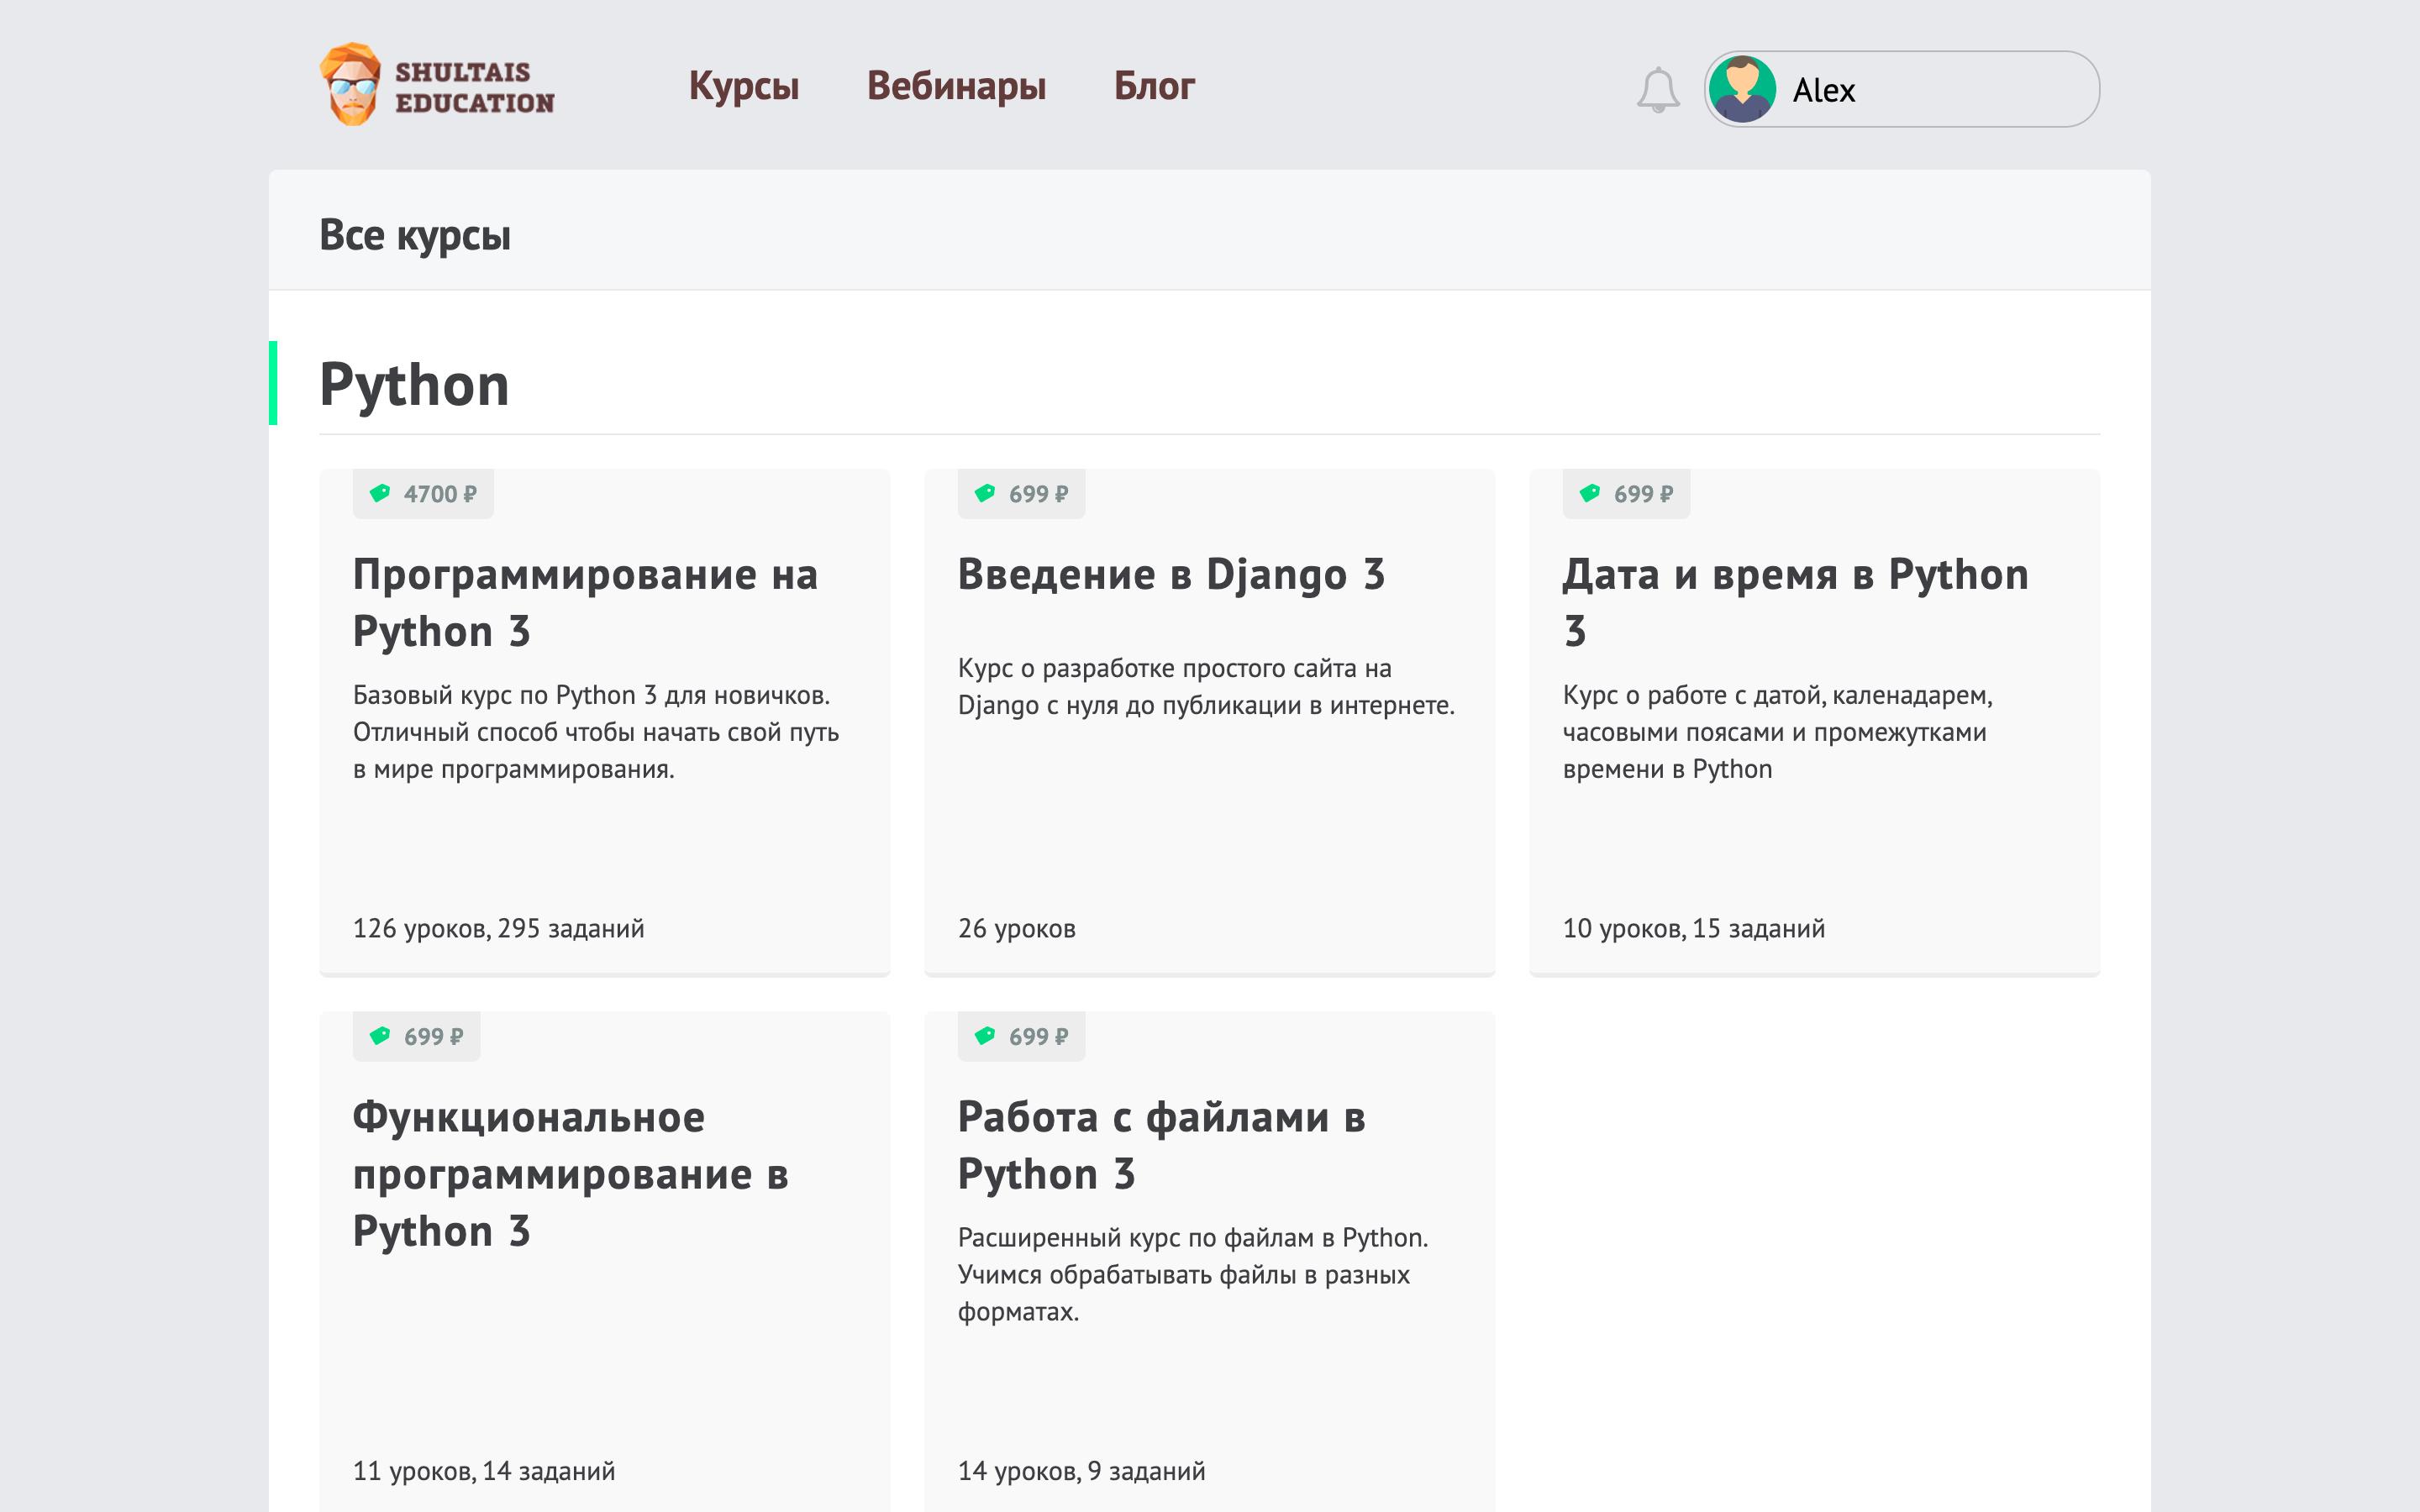 SHULTAIS
EDUCATION
Курсы
Вебинары
Блог
Alex
Все курсы
Python
4700 ₽
Программирование на
Python 3
Базовый курс по Python 3 для новичков.
Отличный способ чтобы начать свой путь
в мире программирования.
126 уроков, 295 заданий
699 ₽
Введение в Django 3
Курс о разработке простого сайта на
Django с нуля до публикации в интернете.
26 уроков
699 ₽
Дата и время в Python
3
Курс о работе с датой, каленадарем,
часовыми поясами и промежутками
времени в Python
10 уроков, 15 заданий
699 ₽
Функциональное
программирование в
Python 3
11 уроков, 14 заданий
699 ₽
Работа с файлами в
Python 3
Расширенный курс по файлам в Python.
Учимся обрабатывать файлы в разных
форматах.
14 уроков, 9 заданий